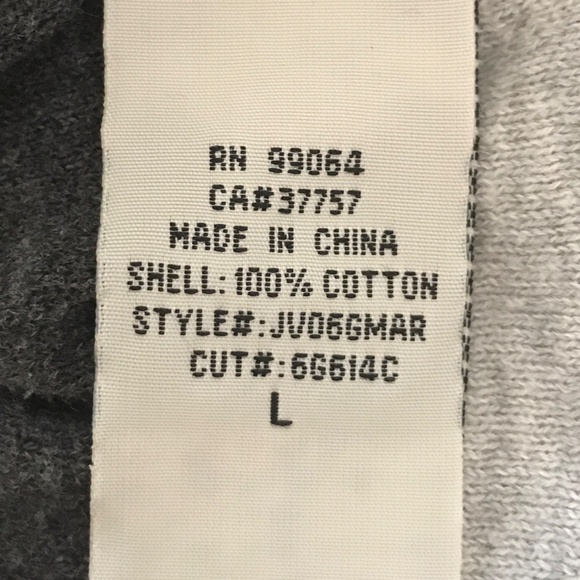 RN 99064
CA#37757
MADE IN CHINA
SHELL: 100% COTTON
STYLE#:JV06GMAR
CUT#:6G614C
L